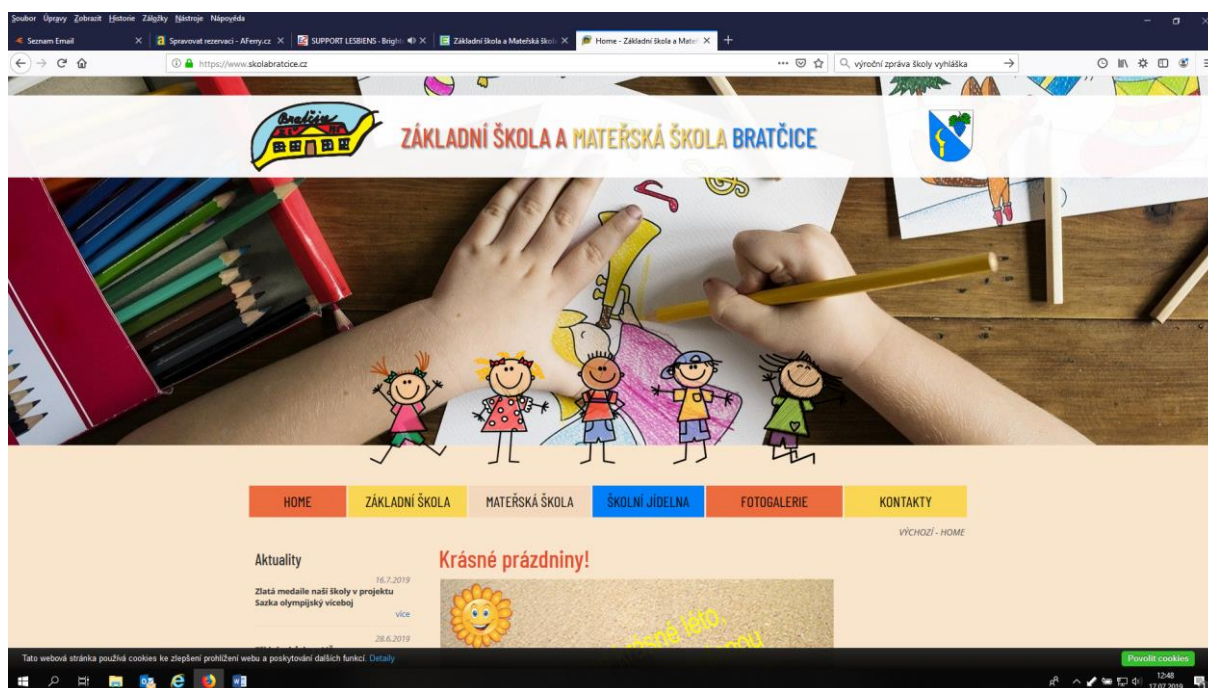 Soubor Úpravy Zobrazit Historie Záložky Nástroje Nápověda
Seznam Email
Spravovat rezervaci - AFerry.cz
SUPPORT LESBIENS - Brigh
Základní škola a Mateřská škol
Home - Základní škola a Mateř
https://www.skolabratcice.cz
výroční zpráva školy vyhláška
Bratčice
ZÁKLADNÍ ŠKOLA A MATEŘSKÁ ŠKOLA BRATČICE
HOME
ZÁKLADNÍ ŠKOLA
MATEŘSKÁ ŠKOLA
ŠKOLNÍ JÍDELNA
FOTOGALERIE
KONTAKTY
VÝCHOZÍ - HOME
Aktuality
16.7.2019
Zlatá medaile naší školy v projektu
Sazka olympijský víceboj
více
28.6.2019
Krásné prázdniny!
léto,
Tato webová stránka používá cookies ke zlepšení prohlížení webu a poskytování dalších funkcí. Detaily
Povolit cookies
12:48
17.07.2019